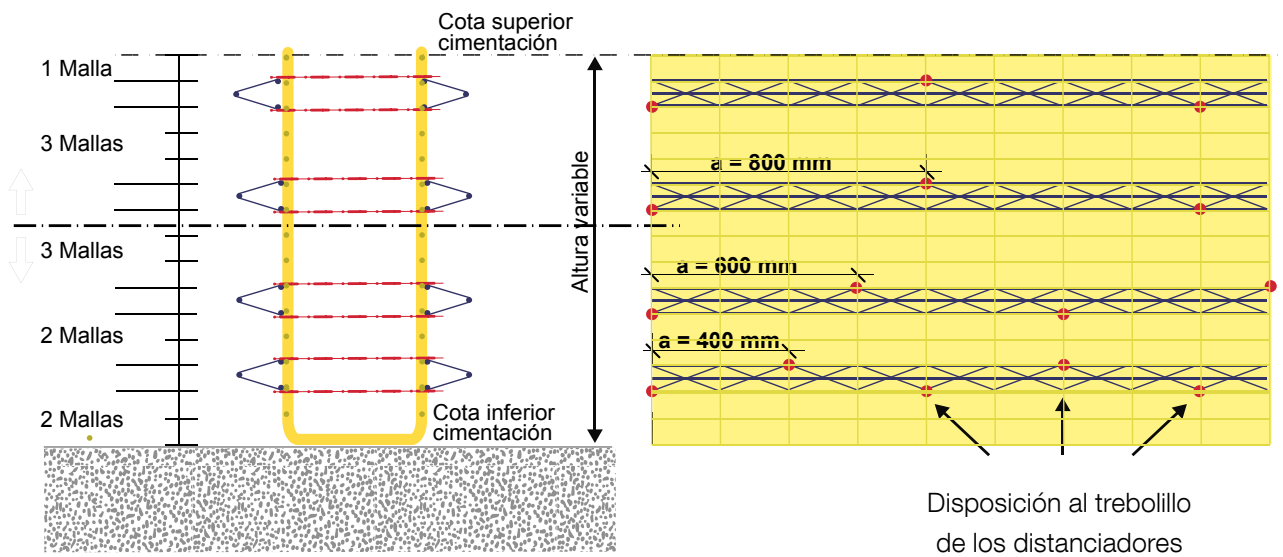 Cota superior
cimentación
1 Malla
3 Mallas
3 Mallas
2 Mallas
2 Mallas
Altura variable
Cota inferior
cimentación
a = 800 mm
a = 600 mm
a = 400 mm
Disposición al trebolillo
de los distanciadores